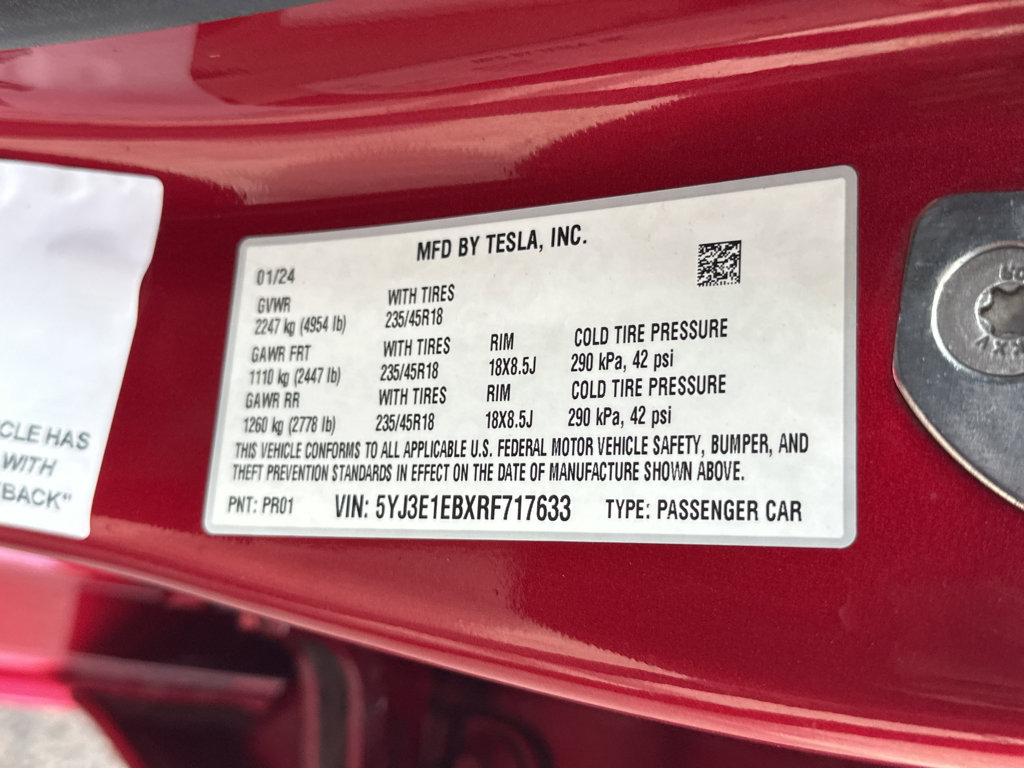 MFD BY TESLA, INC.
01/24
GVWR WITH TIRES
2247 kg (4954 lb) 235/45R18
GAWR FRT WITH TIRES RIM COLD TIRE PRESSURE
1110 kg (2447 lb) 235/45R18 18X8.5J 290 kPa, 42 psi
GAWR RR WITH TIRES RIM COLD TIRE PRESSURE
1260 kg (2778 lb) 235/45R18 18X8.5J 290 kPa, 42 psi
THIS VEHICLE CONFORMS TO ALL APPLICABLE U.S. FEDERAL MOTOR VEHICLE SAFETY, BUMPER, AND
THEFT PREVENTION STANDARDS IN EFFECT ON THE DATE OF MANUFACTURE SHOWN ABOVE.
PNT: PR01 VIN: 5YJ3E1EBXRF717633 TYPE: PASSENGER CAR
CLE HAS
WITH
BACK"